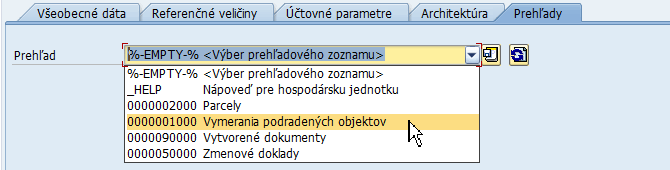 Všeobecné dáta Referenčné veličiny Účtovné parametre Architektúra Prehľady
Prehľad %-EMPTY-% <Výber prehľadového zoznamu>
%-EMPTY-% <Výber prehľadového zoznamu>
_HELP Nápoveď pre hospodársku jednotku
0000002000 Parcely
0000001000 Vymerania podradených objektov
0000090000 Vytvorené dokumenty
0000050000 Zmenové doklady